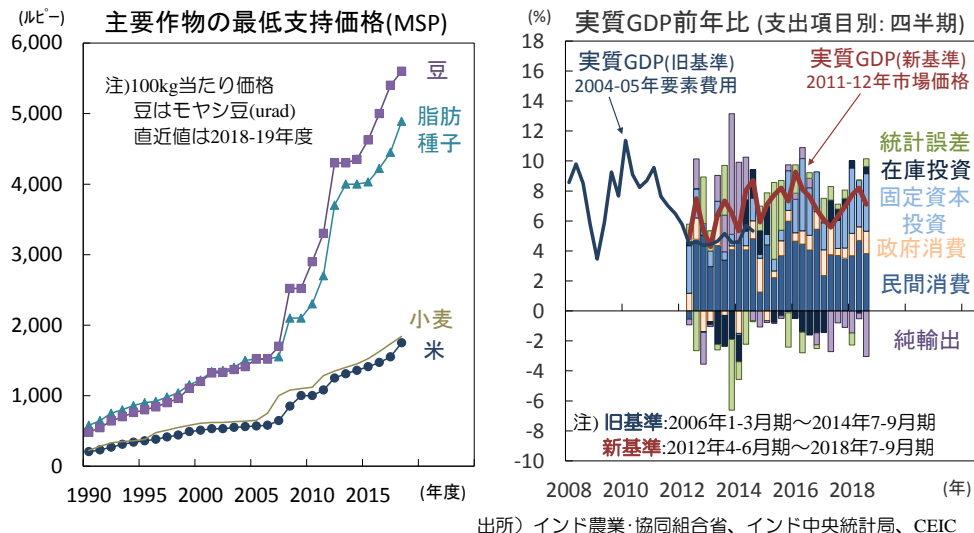 主要作物の最低支持価格(MSP)
(ルピー)
6,000
5,000
4,000
3,000
2,000
1,000
0
注)100kg当たり価格
豆はモヤシ豆(urad)
直近値は2018-19年度
豆
脂肪
種子
小麦
米
1990
1995
2000
2005
2010
2015
(年度)
実質GDP前年比 (支出項目別: 四半期)
(%)
18
16
14
12
10
8
6
4
2
0
-2
-4
-6
-8
-10
実質GDP(旧基準)
2004-05年要素費用
実質GDP(新基準)
2011-12年市場価格
統計誤差
在庫投資
固定資本
投資
政府消費
民間消費
純輸出
注) 旧基準:2006年1-3月期～2014年7-9月期
新基準:2012年4-6月期～2018年7-9月期
2008
2010
2012
2014
2016
2018
(年)
出所）インド農業･協同組合省、インド中央統計局、CEIC